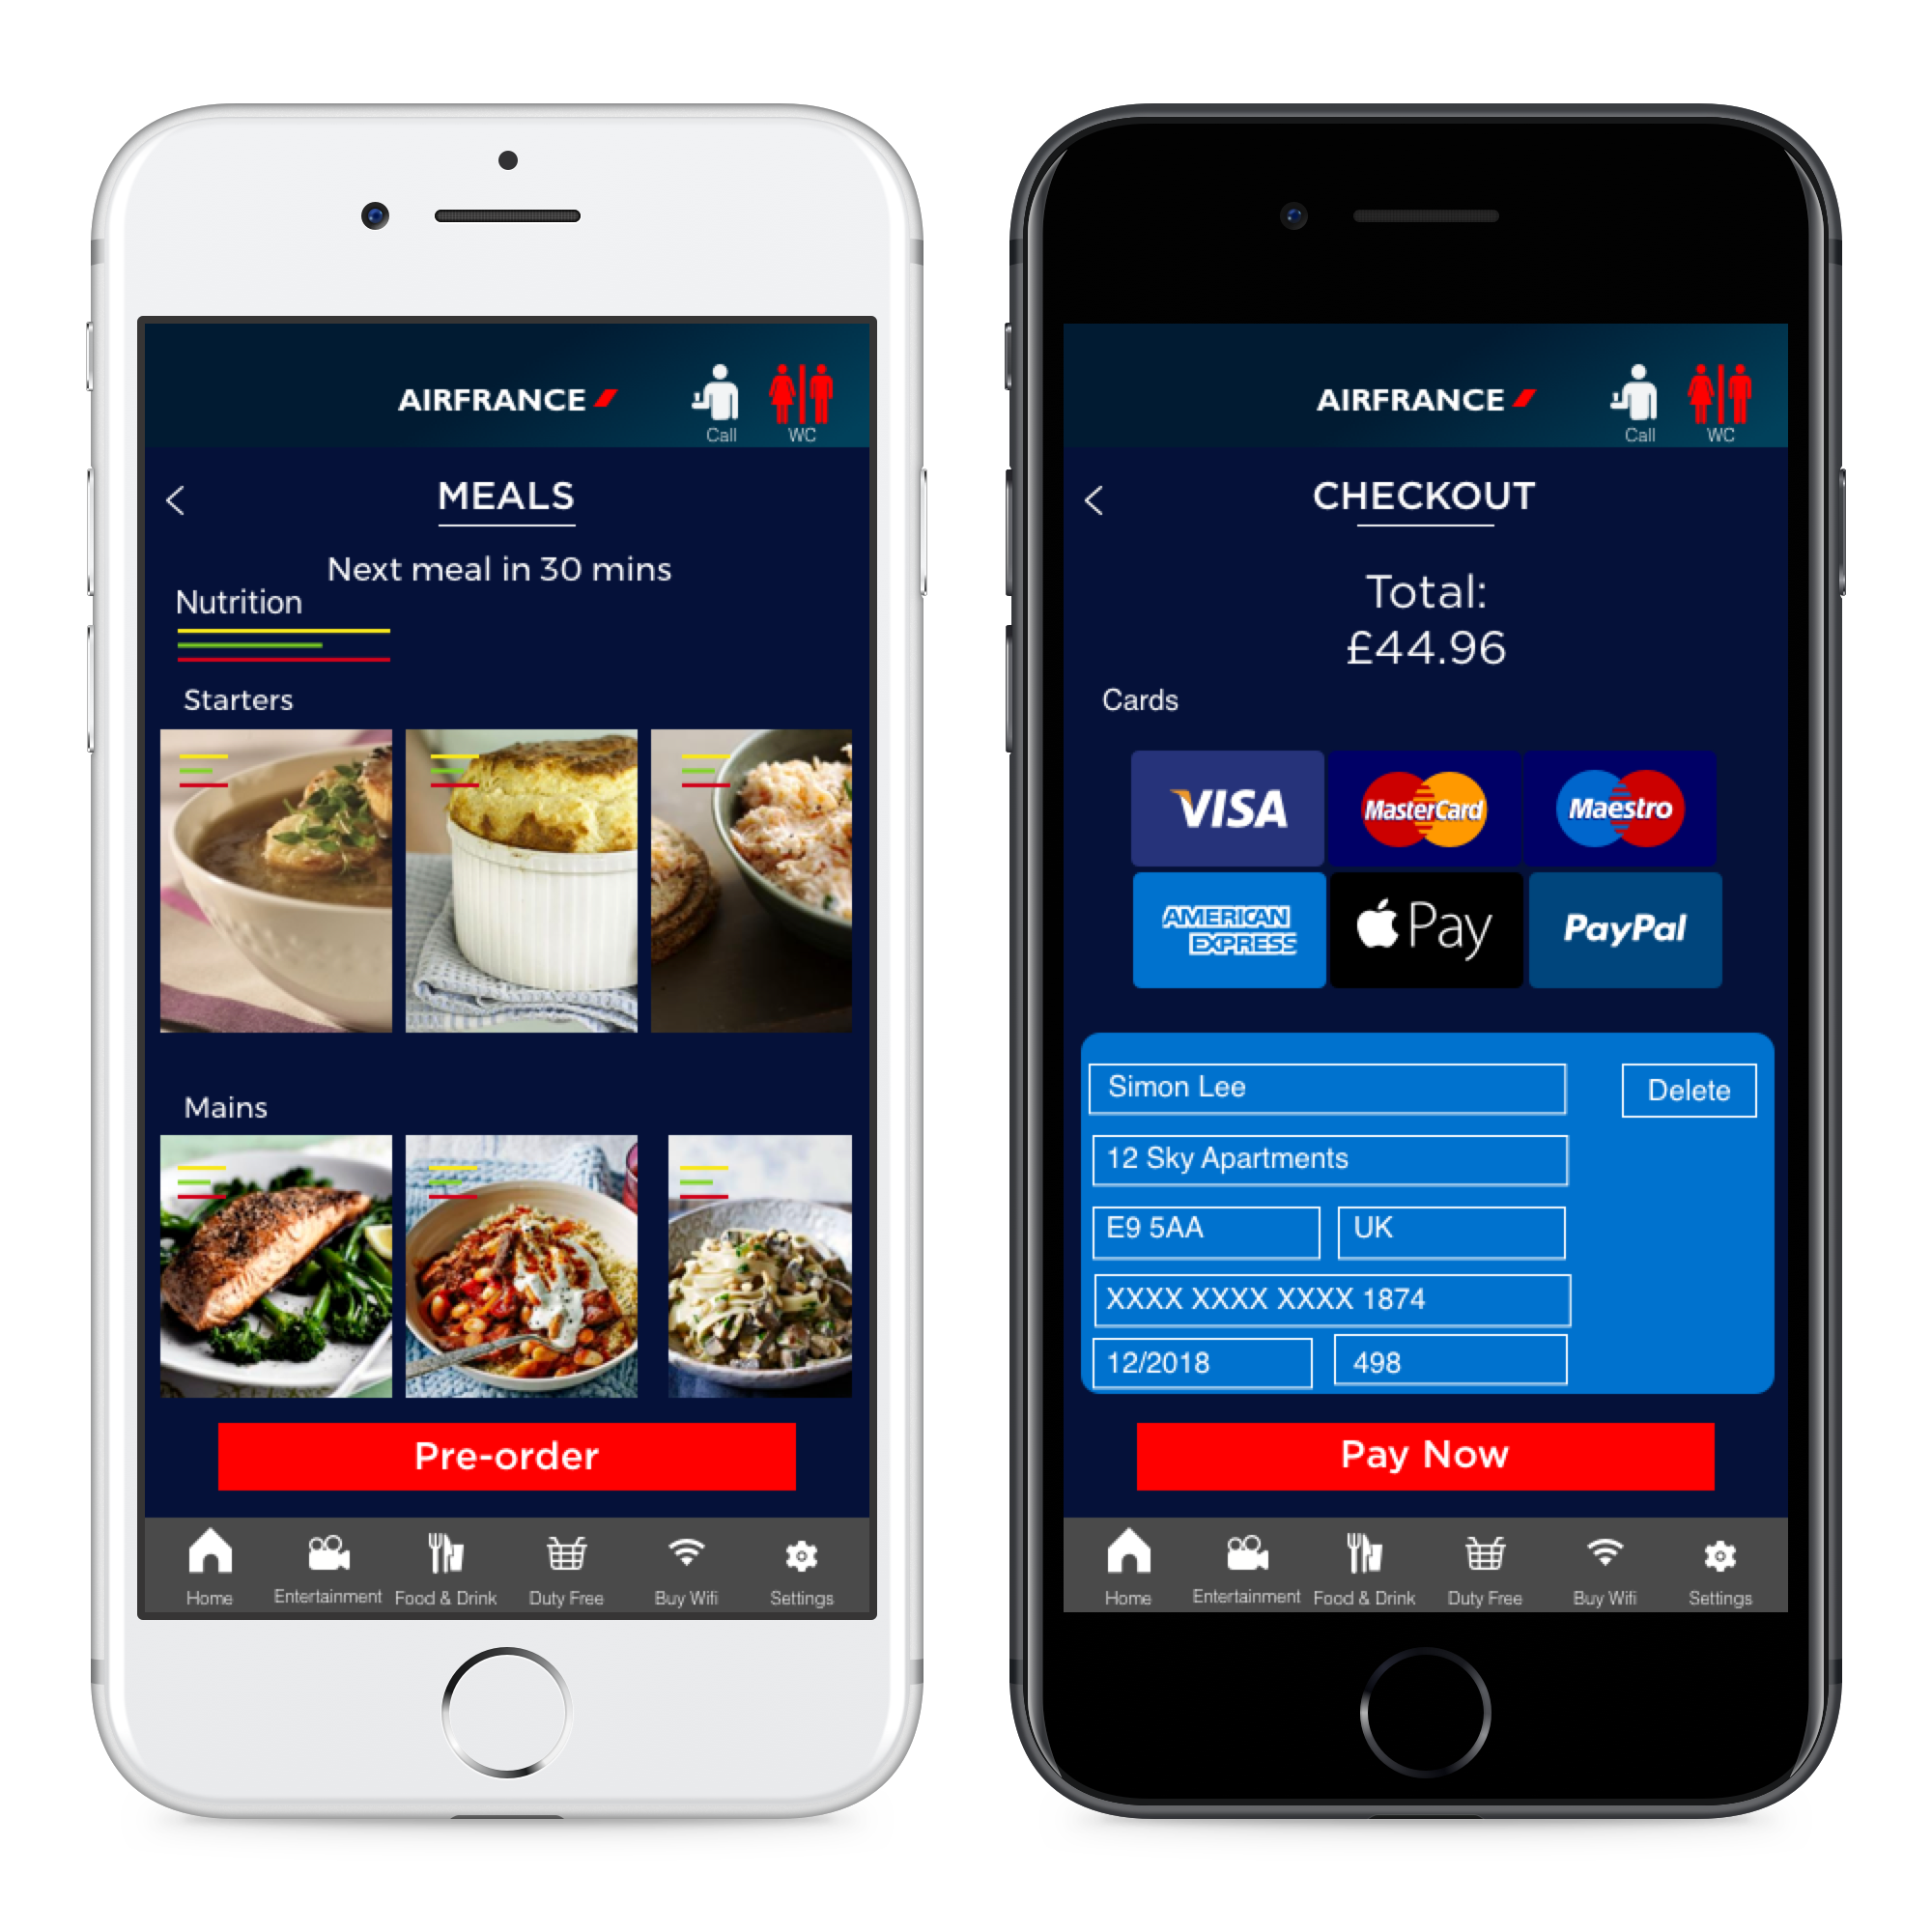 AIRFRANCE
Call
WC
MEALS
Next meal in 30 mins
Nutrition
Starters
Mains
Pre-order
Home
Entertainment
Food & Drink
Duty Free
Buy Wifi
Settings
AIRFRANCE
Call
WC
CHECKOUT
Total:
£44.96
Cards
VISA
MasterCard
Maestro
AMERICAN
EXPRESS
Pay
PayPal
Simon Lee
Delete
12 Sky Apartments
E9 5AA
UK
XXXX XXXX XXXX 1874
12/2018
498
Pay Now
Home
Entertainment
Food & Drink
Duty Free
Buy Wifi
Settings